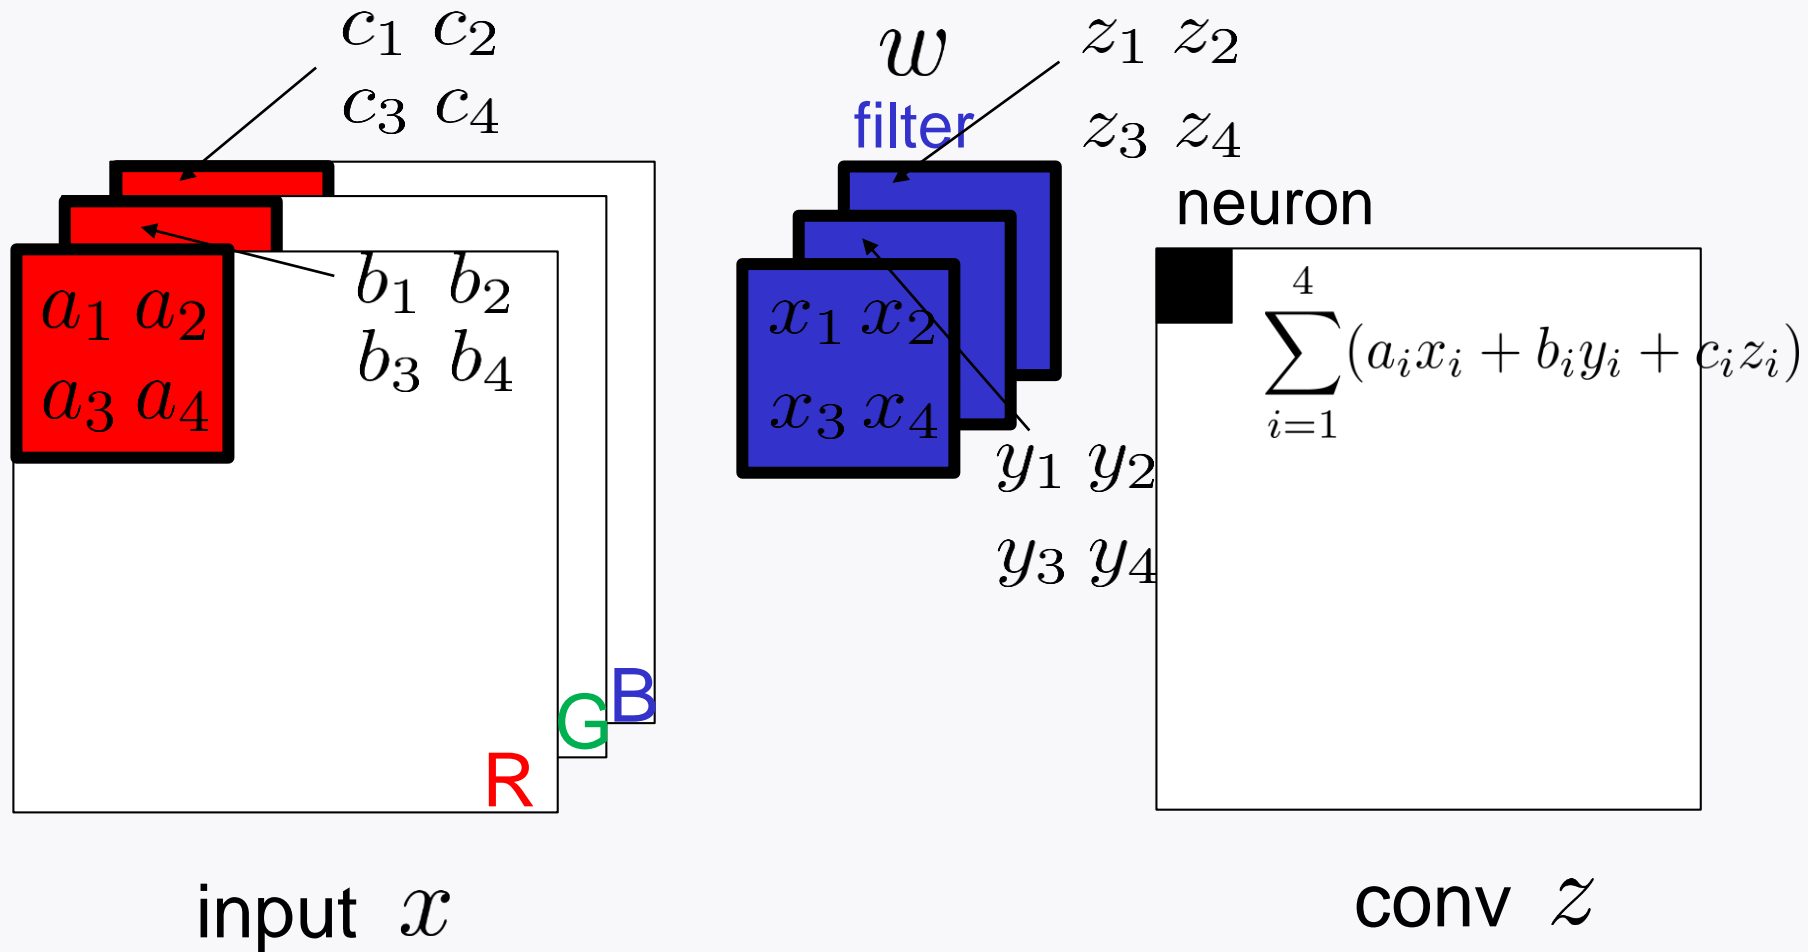 c₁ c₂
c₃ c₄
w
filter
z₁ z₂
z₃ z₄
neuron
a₁ a₂
a₃ a₄
b₁ b₂
b₃ b₄
x₁ x₂
x₃ x₄
y₁ y₂
y₃ y₄
∑_{i=1}^{4}(aᵢxᵢ + bᵢyᵢ + cᵢzᵢ)
B
G
R
input x
conv z